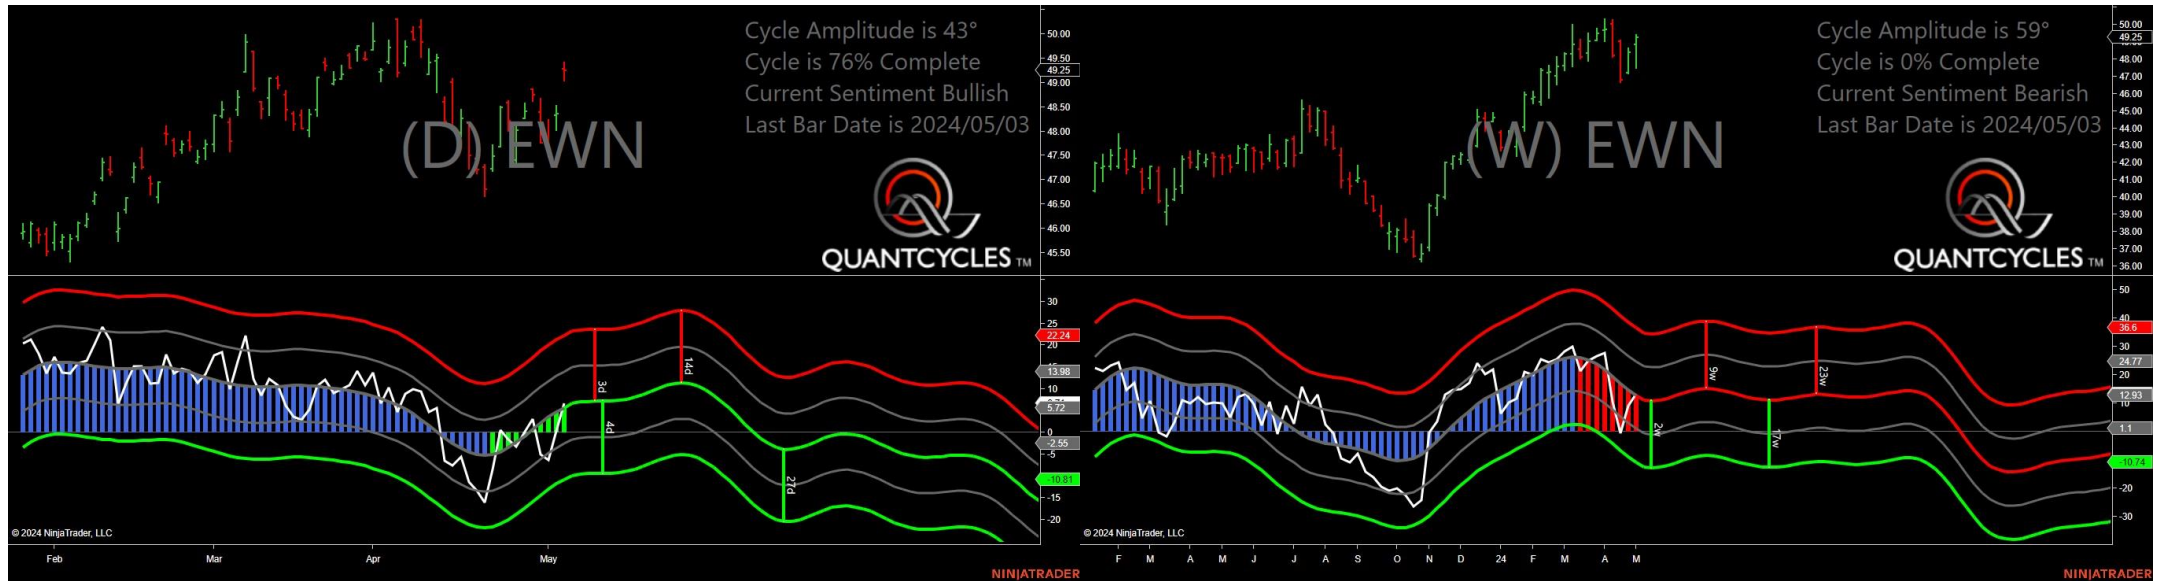 Cycle Amplitude is 43°
Cycle is 76% Complete
Current Sentiment Bullish
Last Bar Date is 2024/05/03
(D) EWN
QUANTCYCLES TM
50.00
49.50
49.25
49.00
48.50
48.00
47.50
47.00
46.50
46.00
45.50
30
25
22.24
20
13.98
10
5.72
0
-2.55
-5
-10.81
-15
-20
3d
4d
14d
27d
© 2024 NinjaTrader, LLC
Feb Mar Apr May
NINJATRADER
Cycle Amplitude is 59°
Cycle is 0% Complete
Current Sentiment Bearish
Last Bar Date is 2024/05/03
(W) EWN
QUANTCYCLES TM
50.00
49.25
48.00
47.00
46.00
45.00
44.00
43.00
42.00
41.00
40.00
39.00
38.00
37.00
36.00
50
40
36.6
30
24.77
20
12.93
10
1.1
-10.74
-20
-30
2w
9w
17w
23w
© 2024 NinjaTrader, LLC
F M A M J J A S O N D 24 F M A M
NINJATRADER